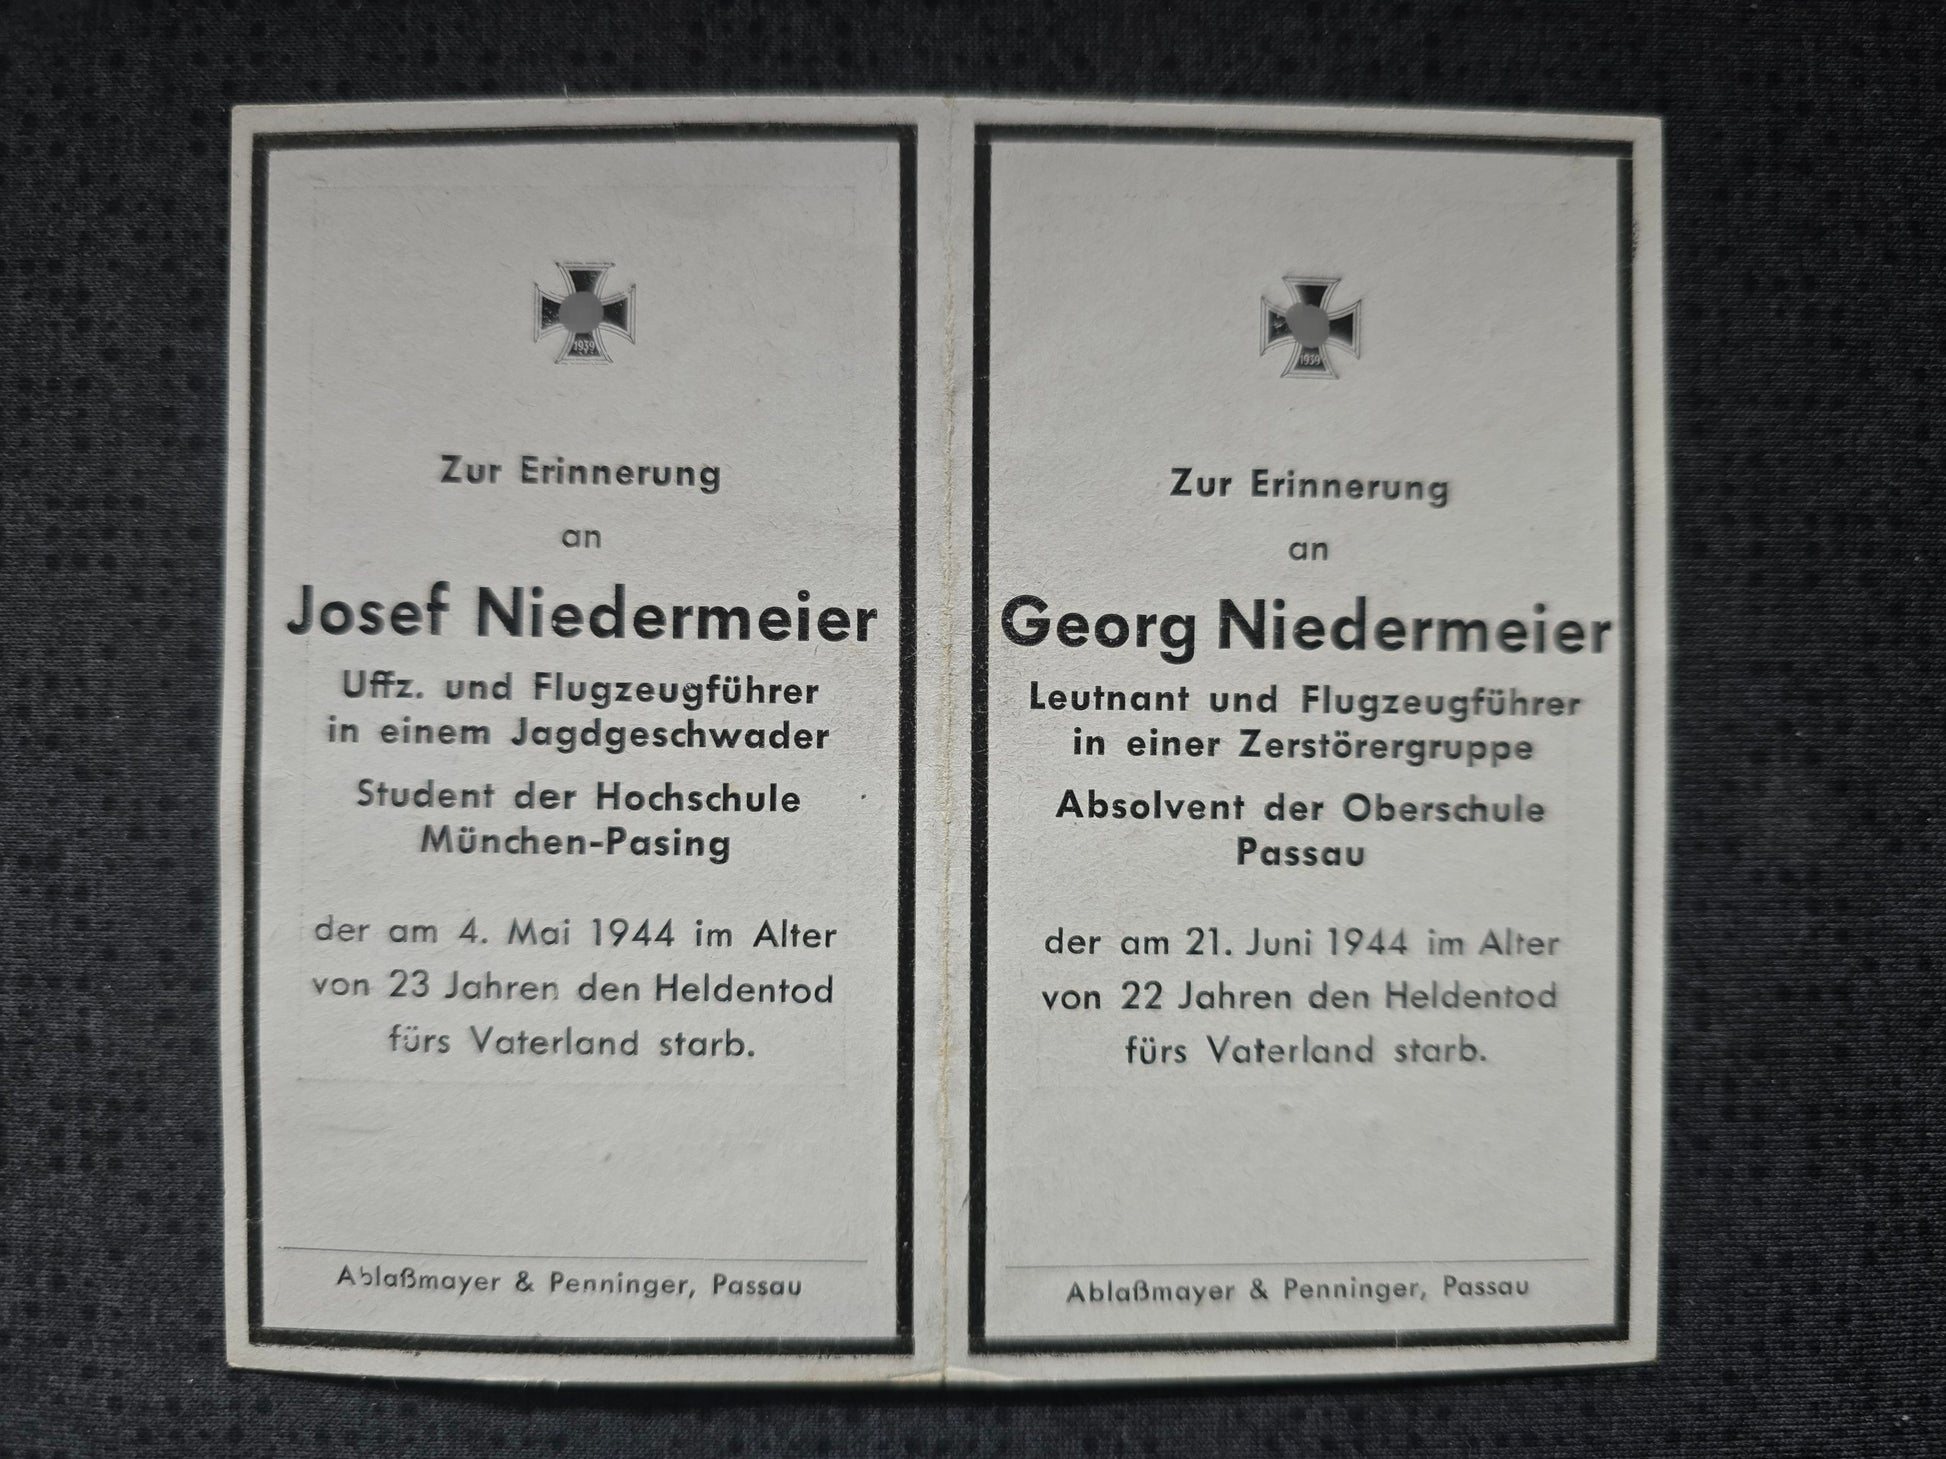 1939
Zur Erinnerung
an
Josef Niedermeier
Uffz. und Flugzeugführer
in einem Jagdgeschwader
Student der Hochschule
München-Pasing
der am 4. Mai 1944 im Alter
von 23 Jahren den Heldentod
fürs Vaterland starb.
Ablaßmayer & Penninger, Passau
1939
Zur Erinnerung
an
Georg Niedermeier
Leutnant und Flugzeugführer
in einer Zerstörergruppe
Absolvent der Oberschule
Passau
der am 21. Juni 1944 im Alter
von 22 Jahren den Heldentod
fürs Vaterland starb.
Ablaßmayer & Penninger, Passau